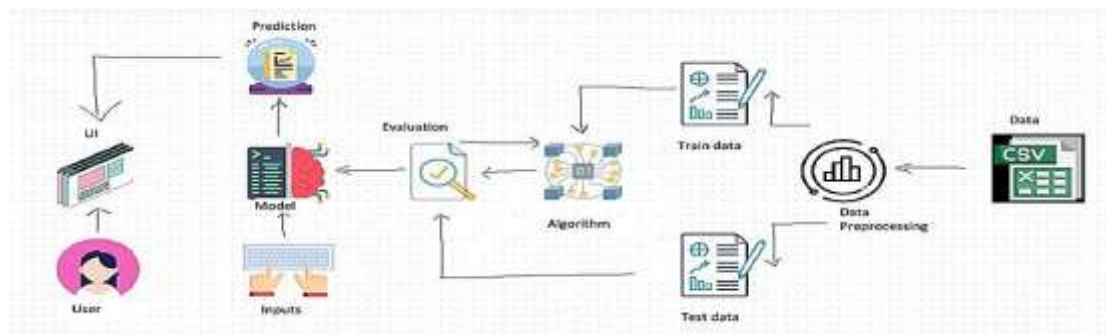 Prediction
UI
Evaluation
Train data
Data
CSV
Model
Algorithm
Data
Preprocessing
User
Inputs
Test data